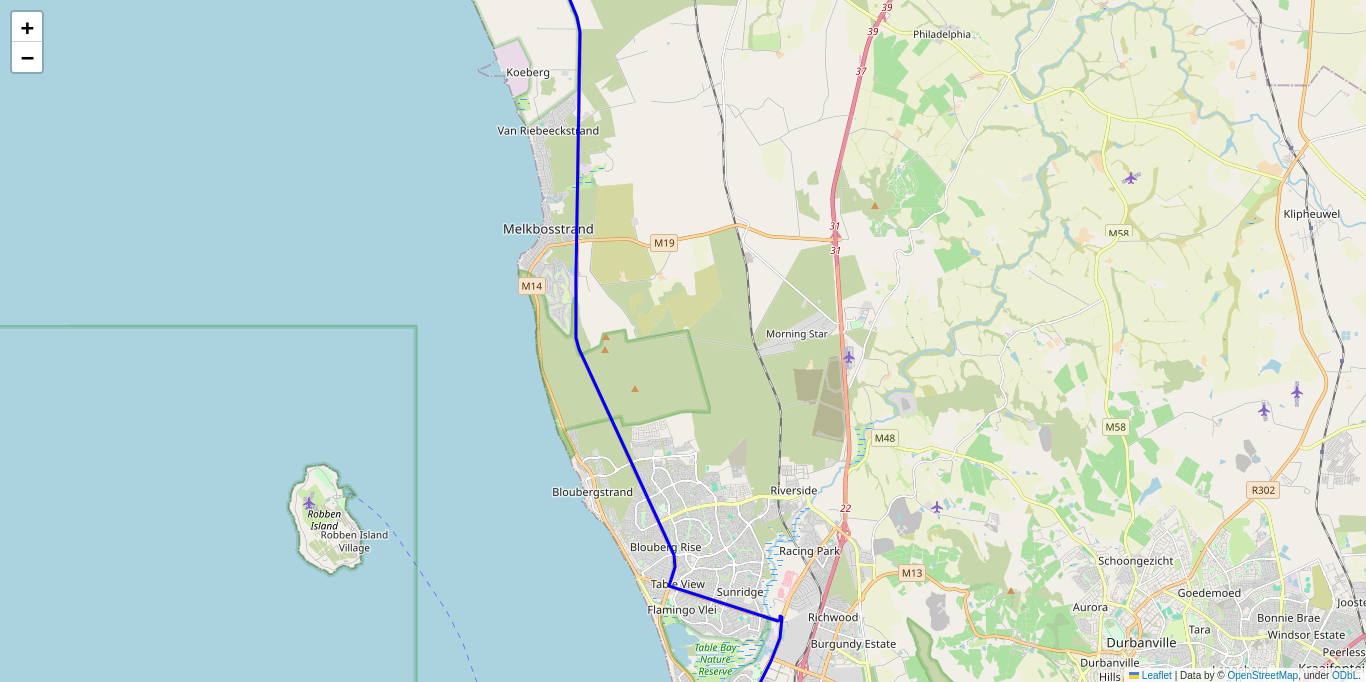 +
−
39
39
Philadelphia
37
Koeberg
Van Riebeeckstrand
Klipheuwel
Melkbosstrand
31
M58
M19
31
M14
Morning Star
M58
M48
Riverside
R302
Bloubergstrand
22
Robben
Island
Robben Island
Village
Blouberg Rise
Racing Park
Schoongezicht
M13
Table View
Sunridge
Goedemoed
Aurora
Flamingo Vlei
Richwood
Bonnie Brae
Tara
Windsor Estate
Burgundy Estate
Durbanville
Table Bay
Nature
Reserve
Durbanville
Hills
Leaflet | Data by © OpenStreetMap, under ODbL.